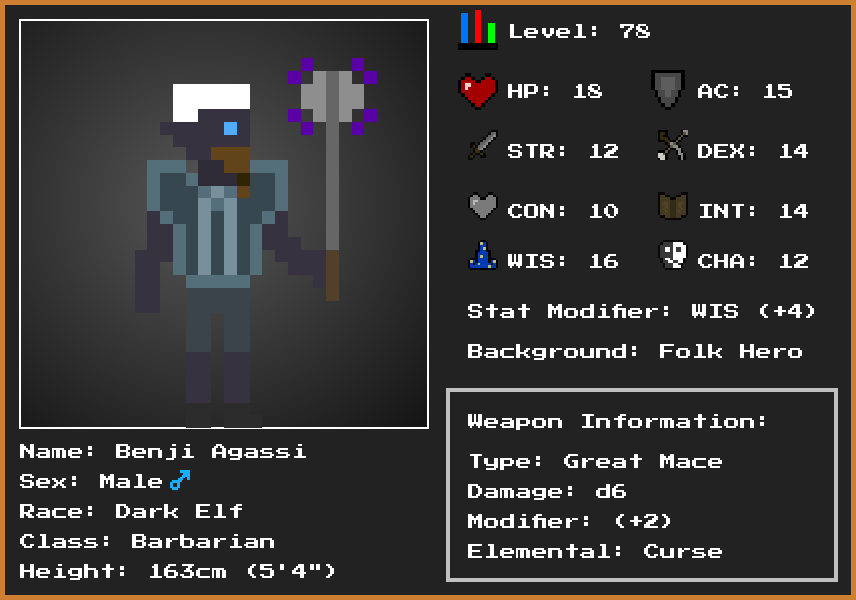 Level: 78
HP: 18 AC: 15
STR: 12 DEX: 14
CON: 10 INT: 14
WIS: 16 CHA: 12
Stat Modifier: WIS (+4)
Background: Folk Hero
Weapon Information:
Type: Great Mace
Damage: d6
Modifier: (+2)
Elemental: Curse
Name: Benji Agassi
Sex: Male ♂
Race: Dark Elf
Class: Barbarian
Height: 163cm (5'4")